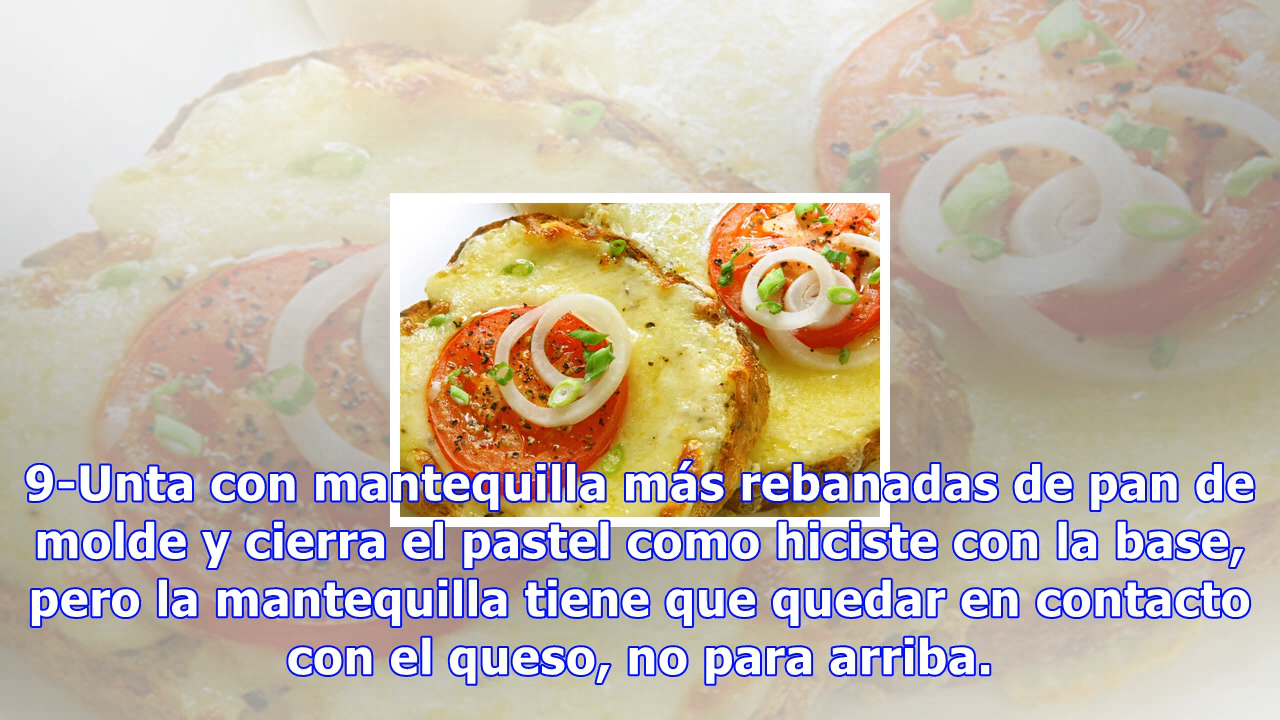 9-Unta con mantequilla más rebanadas de pan de
molde y cierra el pastel como hiciste con la base,
pero la mantequilla tiene que quedar en contacto
con el queso, no para arriba.